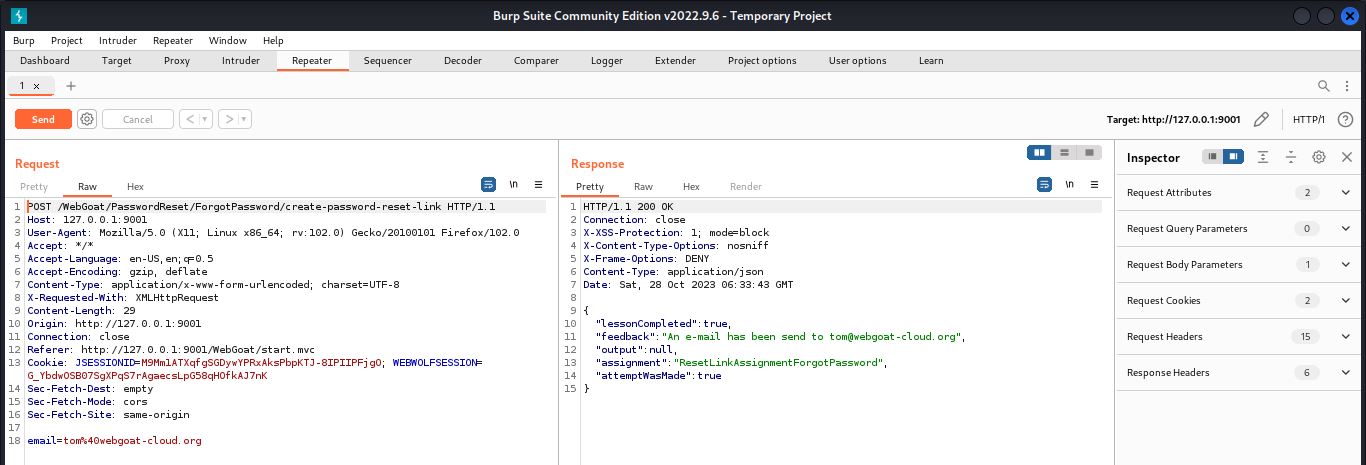 Burp Suite Community Edition v2022.9.6 - Temporary Project
Burp Project Intruder Repeater Window Help
Dashboard Target Proxy Intruder Repeater Sequencer Decoder Comparer Logger Extender Project options User options Learn
1 × +
Send Cancel < > Target: http://127.0.0.1:9001 HTTP/1 ?
Request
Pretty Raw Hex \n
1 POST /WebGoat/PasswordReset/ForgotPassword/create-password-reset-link HTTP/1.1
2 Host: 127.0.0.1:9001
3 User-Agent: Mozilla/5.0 (X11; Linux x86_64; rv:102.0) Gecko/20100101 Firefox/102.0
4 Accept: */*
5 Accept-Language: en-US,en;q=0.5
6 Accept-Encoding: gzip, deflate
7 Content-Type: application/x-www-form-urlencoded; charset=UTF-8
8 X-Requested-With: XMLHttpRequest
9 Content-Length: 29
10 Origin: http://127.0.0.1:9001
11 Connection: close
12 Referer: http://127.0.0.1:9001/WebGoat/start.mvc
13 Cookie: JSESSIONID=M9MmlATXqfgSGDywYPRxAksPbpKTJ-8IPIIPFjgO; WEBWOLFSESSION=
G_YbdwOSB07SgXPqS7rAgaecsLpG58qHOfkAJ7nK
14 Sec-Fetch-Dest: empty
15 Sec-Fetch-Mode: cors
16 Sec-Fetch-Site: same-origin
17
18 email=tom%40webgoat-cloud.org
Response
Pretty Raw Hex Render \n
1 HTTP/1.1 200 OK
2 Connection: close
3 X-XSS-Protection: 1; mode=block
4 X-Content-Type-Options: nosniff
5 X-Frame-Options: DENY
6 Content-Type: application/json
7 Date: Sat, 28 Oct 2023 06:33:43 GMT
8
9 {
10 "lessonCompleted":true,
11 "feedback":"An e-mail has been send to tom@webgoat-cloud.org",
12 "output":null,
13 "assignment":"ResetLinkAssignmentForgotPassword",
14 "attemptWasMade":true
15 }
Inspector
Request Attributes 2
Request Query Parameters 0
Request Body Parameters 1
Request Cookies 2
Request Headers 15
Response Headers 6